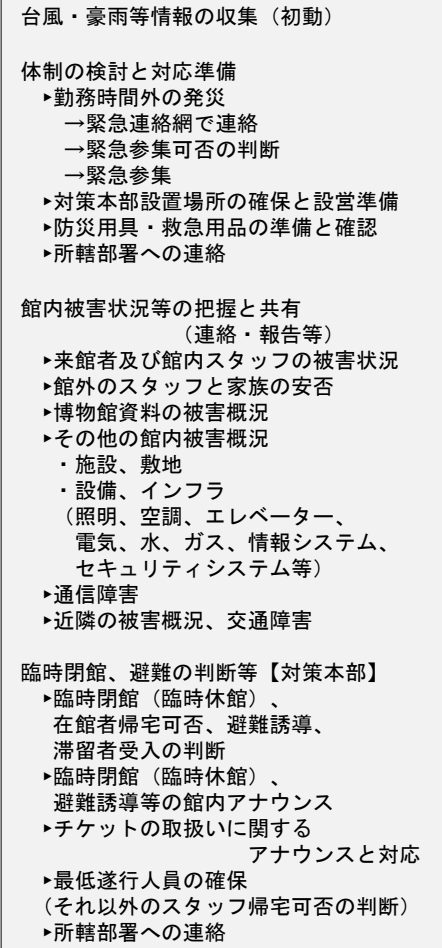 台風・豪雨等情報の収集（初動）
体制の検討と対応準備
▸勤務時間外の発災
→緊急連絡網で連絡
→緊急参集可否の判断
→緊急参集
▸対策本部設置場所の確保と設営準備
▸防災用具・救急用品の準備と確認
▸所轄部署への連絡
館内被害状況等の把握と共有
（連絡・報告等）
▸来館者及び館内スタッフの被害状況
▸館外のスタッフと家族の安否
▸博物館資料の被害概況
▸その他の館内被害概況
・施設、敷地
・設備、インフラ
（照明、空調、エレベーター、
電気、水、ガス、情報システム、
セキュリティシステム等）
▸通信障害
▸近隣の被害概況、交通障害
臨時閉館、避難の判断等【対策本部】
▸臨時閉館（臨時休館）、
在館者帰宅可否、避難誘導、
滞留者受入の判断
▸臨時閉館（臨時休館）、
避難誘導等の館内アナウンス
▸チケットの取扱いに関する
アナウンスと対応
▸最低遂行人員の確保
（それ以外のスタッフ帰宅可否の判断）
▸所轄部署への連絡